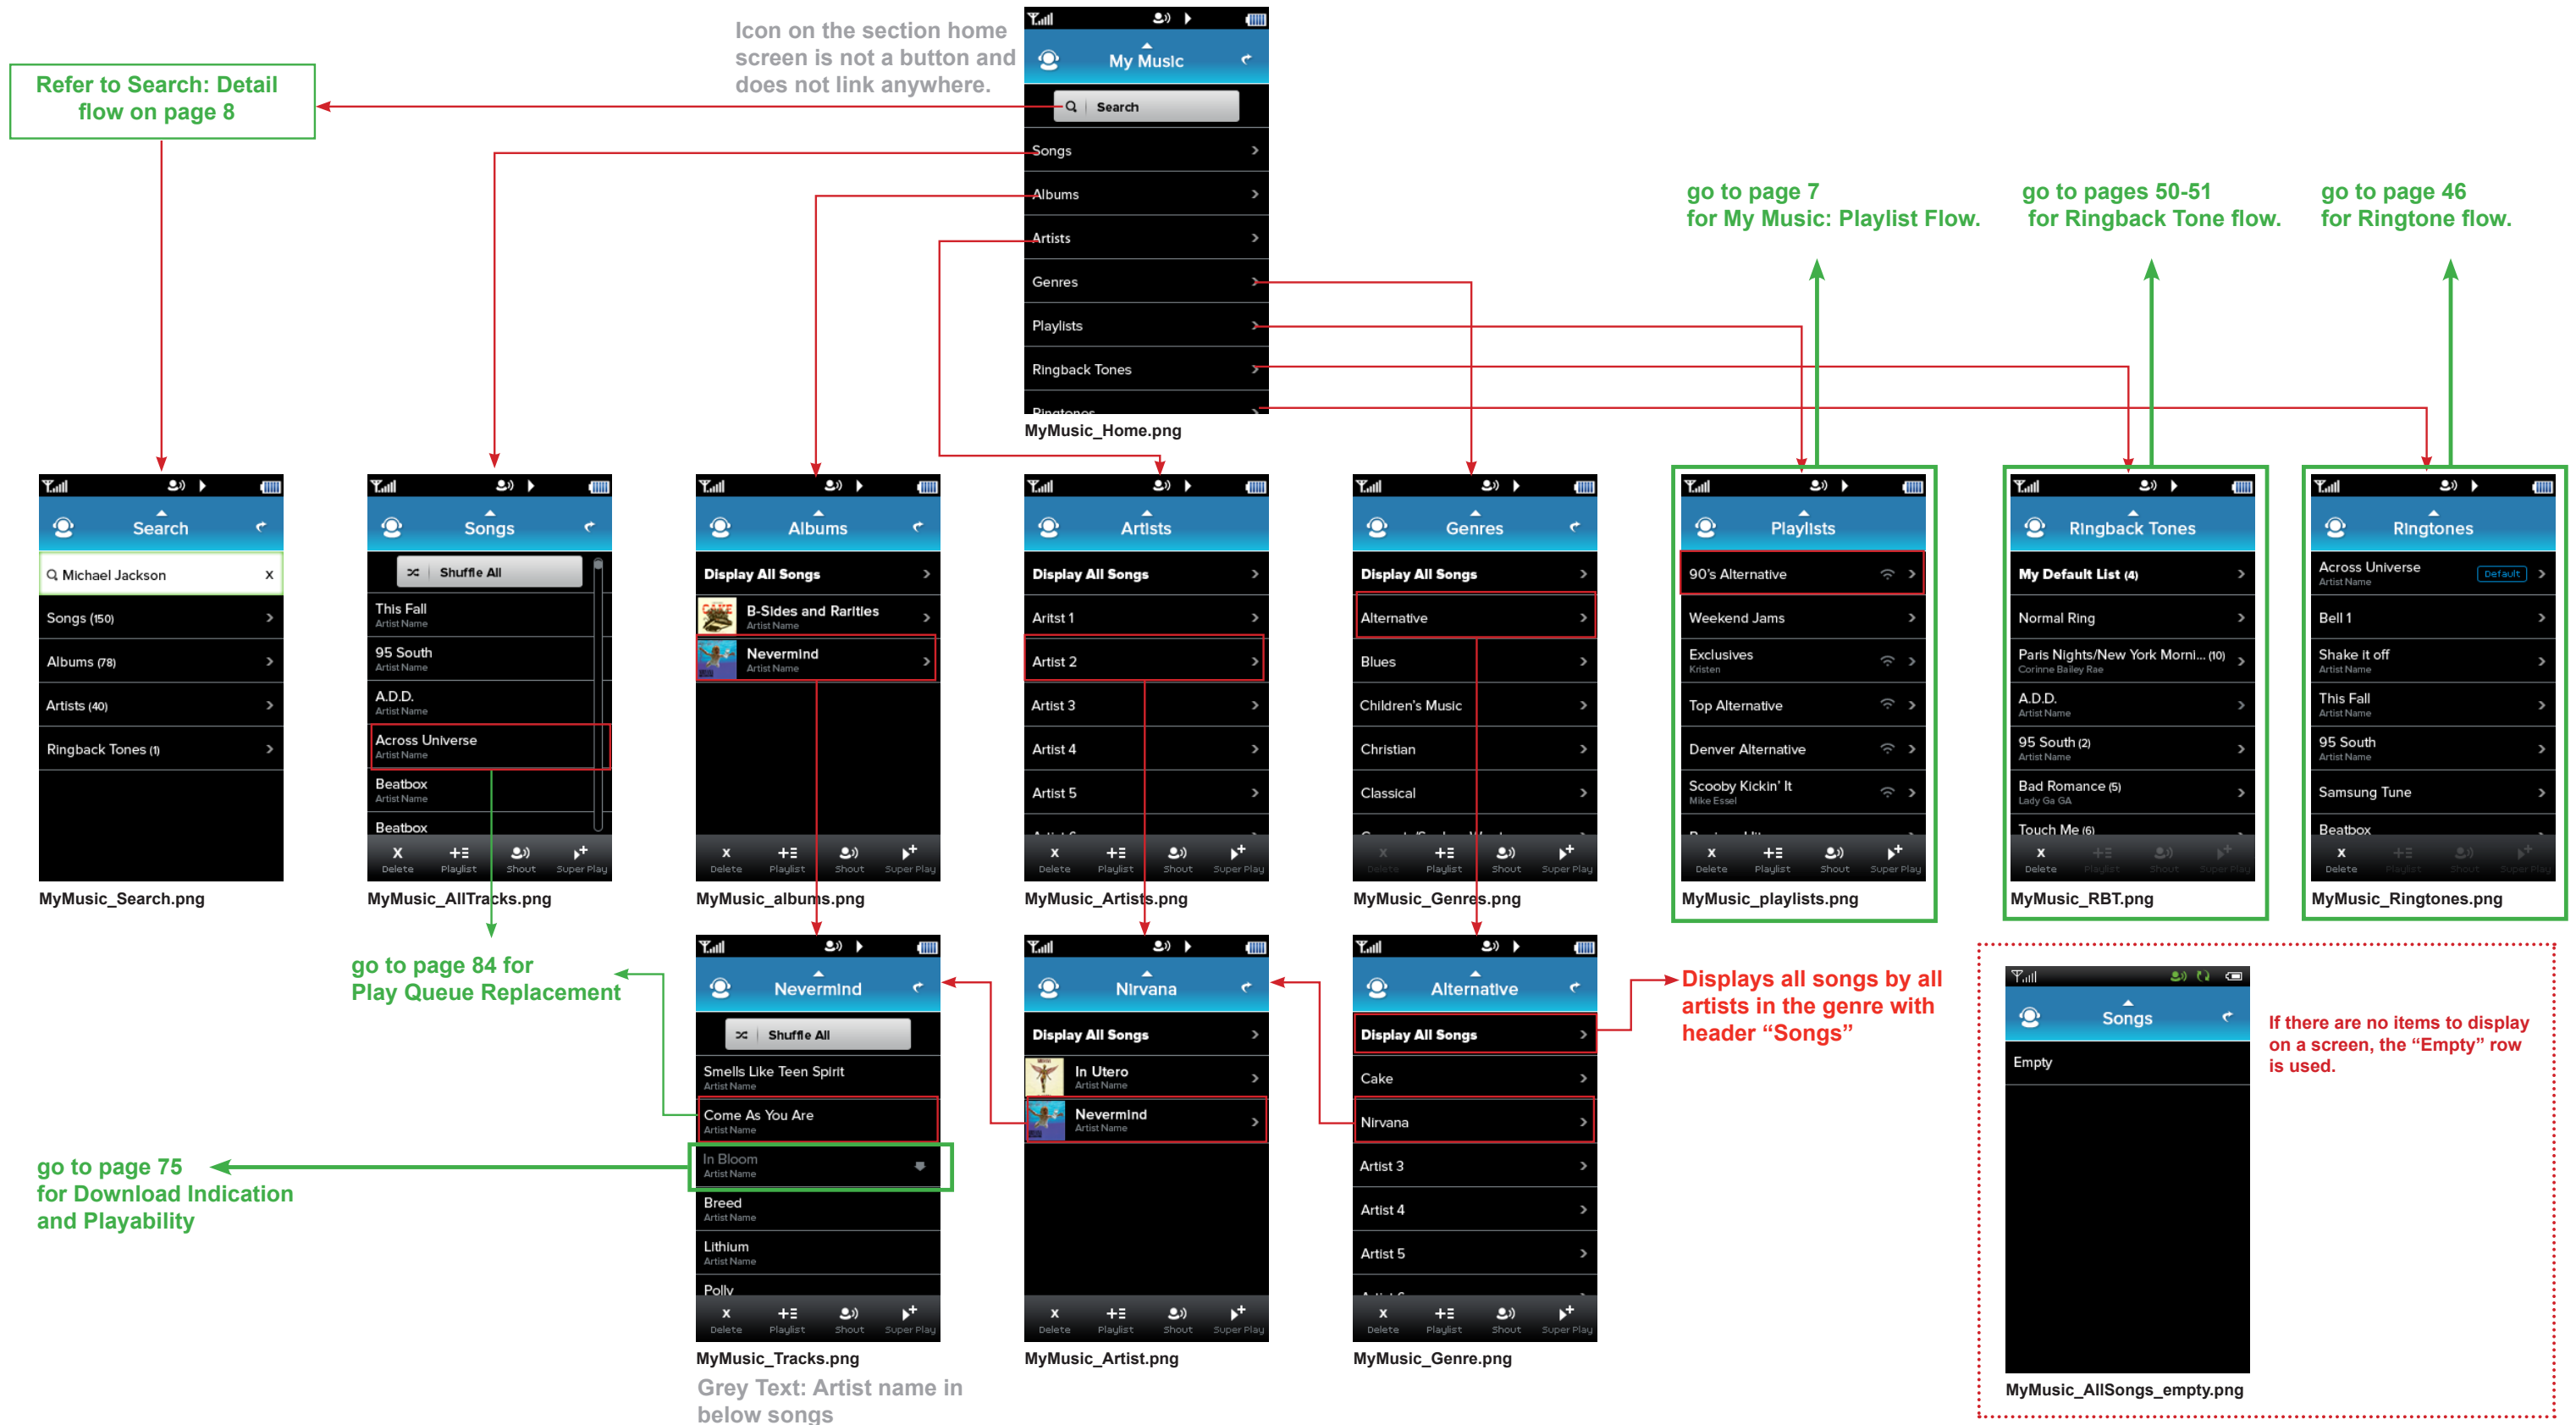 Icon on the section home
screen is not a button and
does not link anywhere.
My Music
Search
Songs
Albums
Artists
Genres
Playlists
Ringback Tones
Ringtones
MyMusic_Home.png
Refer to Search: Detail
flow on page 8
go to page 7
for My Music: Playlist Flow.
go to pages 50-51
for Ringback Tone flow.
go to page 46
for Ringtone flow.
Search
Michael Jackson x
Songs (150)
Albums (78)
Artists (40)
Ringback Tones (1)
MyMusic_Search.png
Songs
Shuffle All
This Fall
Artist Name
95 South
Artist Name
A.D.D.
Artist Name
Across Universe
Artist Name
Beatbox
Artist Name
Beatbox
x
Delete Playlist Shout Super Play
MyMusic_AllTracks.png
Albums
Display All Songs
CAKE
B-Sides and Rarities
Artist Name
Nevermind
Artist Name
x
Delete Playlist Shout Super Play
MyMusic_albums.png
Artists
Display All Songs
Aritst 1
Artist 2
Artist 3
Artist 4
Artist 5
x
Delete Playlist Shout Super Play
MyMusic_Artists.png
Genres
Display All Songs
Alternative
Blues
Children's Music
Christian
Classical
x
Delete Playlist Shout Super Play
MyMusic_Genres.png
Playlists
90's Alternative
Weekend Jams
Exclusives
Kristen
Top Alternative
Denver Alternative
Scooby Kickin' It
Mike Essel
x
Delete Playlist Shout Super Play
MyMusic_playlists.png
Ringback Tones
My Default List (4)
Normal Ring
Paris Nights/New York Morni... (10)
Corinne Bailey Rae
A.D.D.
Artist Name
95 South (2)
Artist Name
Bad Romance (5)
Lady Ga GA
Touch Me (6)
x
Delete Playlist Shout Super Play
MyMusic_RBT.png
Ringtones
Across Universe Default
Artist Name
Bell 1
Shake it off
Artist Name
This Fall
Artist Name
95 South
Artist Name
Samsung Tune
Beatbox
x
Delete Playlist Shout Super Play
MyMusic_Ringtones.png
go to page 84 for
Play Queue Replacement
go to page 75
for Download Indication
and Playability
Nevermind
Shuffle All
Smells Like Teen Spirit
Artist Name
Come As You Are
Artist Name
In Bloom
Artist Name
Breed
Artist Name
Lithium
Artist Name
Polly
x
Delete Playlist Shout Super Play
MyMusic_Tracks.png
Grey Text: Artist name in
below songs
Nirvana
Display All Songs
In Utero
Artist Name
Nevermind
Artist Name
x
Delete Playlist Shout Super Play
MyMusic_Artist.png
Alternative
Display All Songs
Cake
Nirvana
Artist 3
Artist 4
Artist 5
x
Delete Playlist Shout Super Play
MyMusic_Genre.png
Displays all songs by all
artists in the genre with
header “Songs”
Songs
Empty
MyMusic_AllSongs_empty.png
If there are no items to display
on a screen, the “Empty” row
is used.